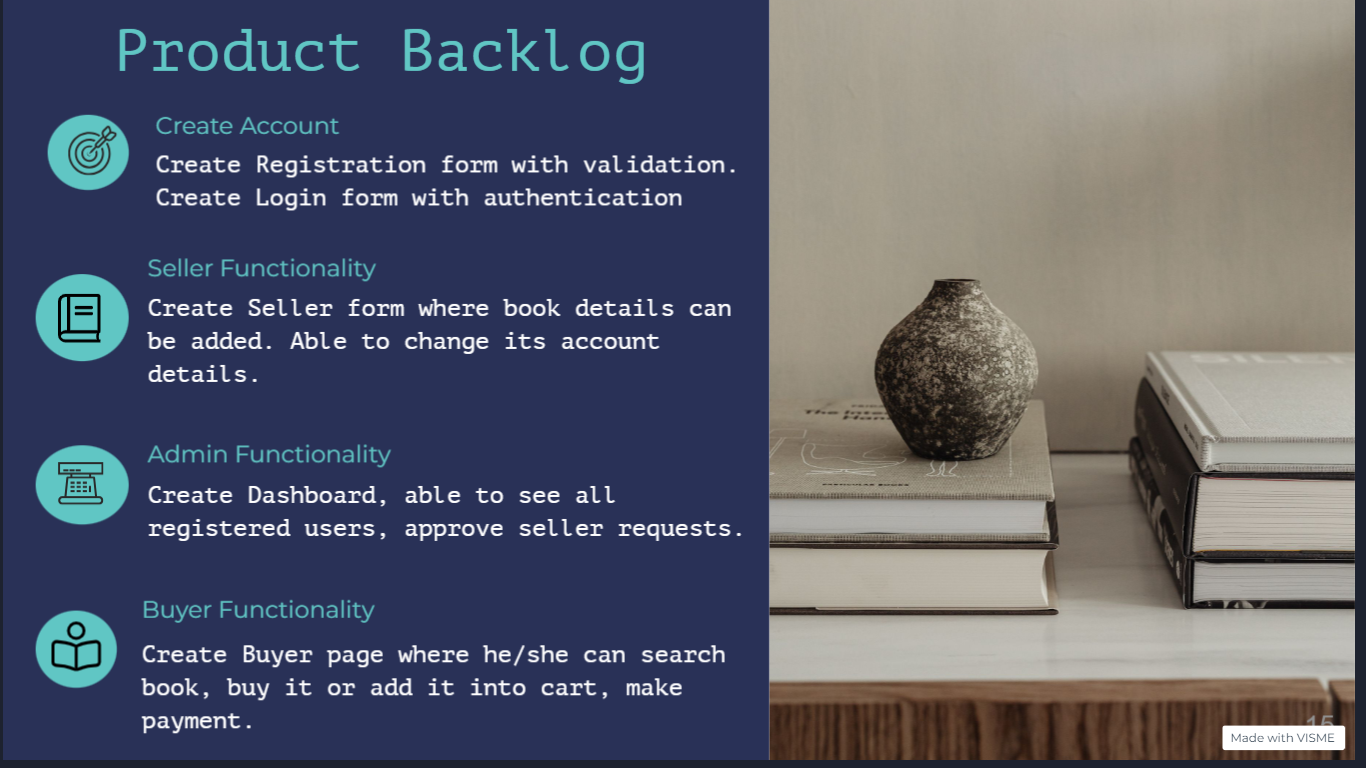 Product Backlog
Create Account
Create Registration form with validation.
Create Login form with authentication
Seller Functionality
Create Seller form where book details can
be added. Able to change its account
details.
Admin Functionality
Create Dashboard, able to see all
registered users, approve seller requests.
Buyer Functionality
Create Buyer page where he/she can search
book, buy it or add it into cart, make
payment.
The
15
Made with VISME